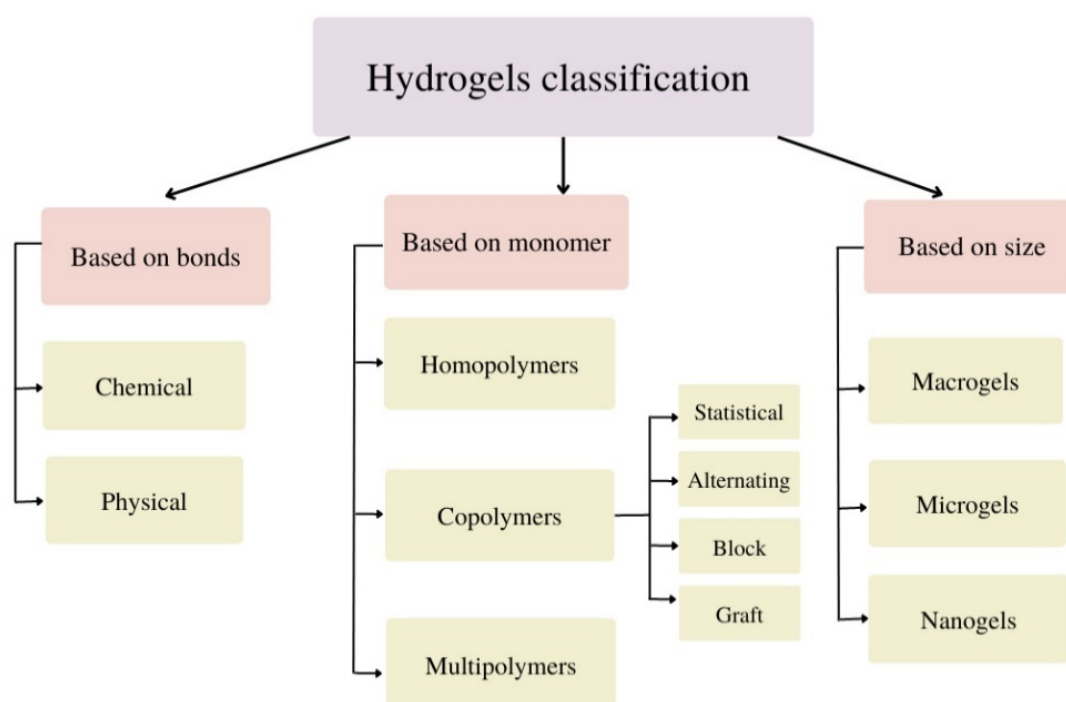 Hydrogels classification
Based on bonds
Chemical
Physical
Based on monomer
Homopolymers
Copolymers
Statistical
Alternating
Block
Graft
Multipolymers
Based on size
Macrogels
Microgels
Nanogels